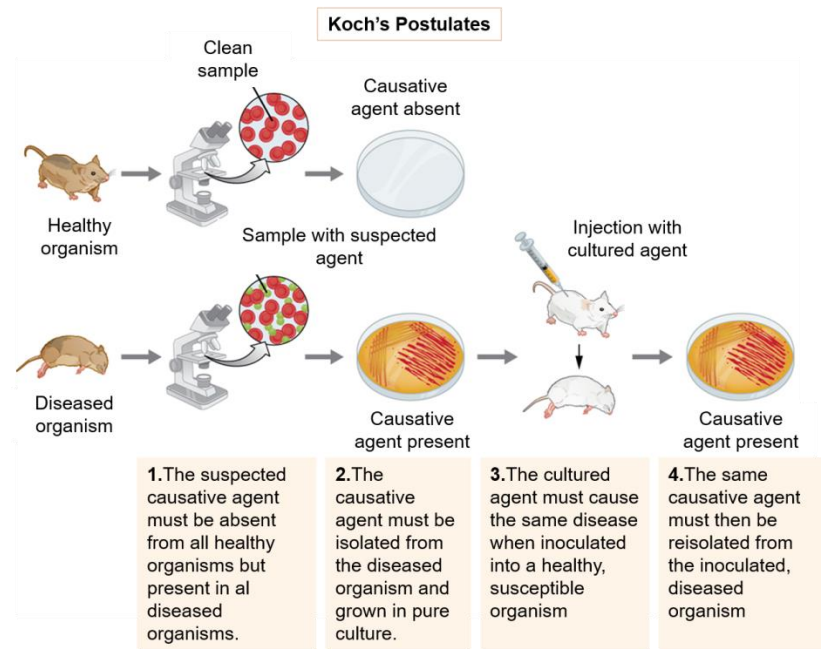 Koch's Postulates
Clean
sample
Causative
agent absent
Healthy
organism
Sample with suspected
agent
Injection with
cultured agent
Diseased
organism
Causative
agent present
Causative
agent present
1.The suspected
causative agent
must be absent
from all healthy
organisms but
present in al
diseased
organisms.
2.The
causative
agent must be
isolated from
the diseased
organism and
grown in pure
culture.
3.The cultured
agent must cause
the same disease
when inoculated
into a healthy,
susceptible
organism
4.The same
causative agent
must then be
reisolated from
the inoculated,
diseased
organism